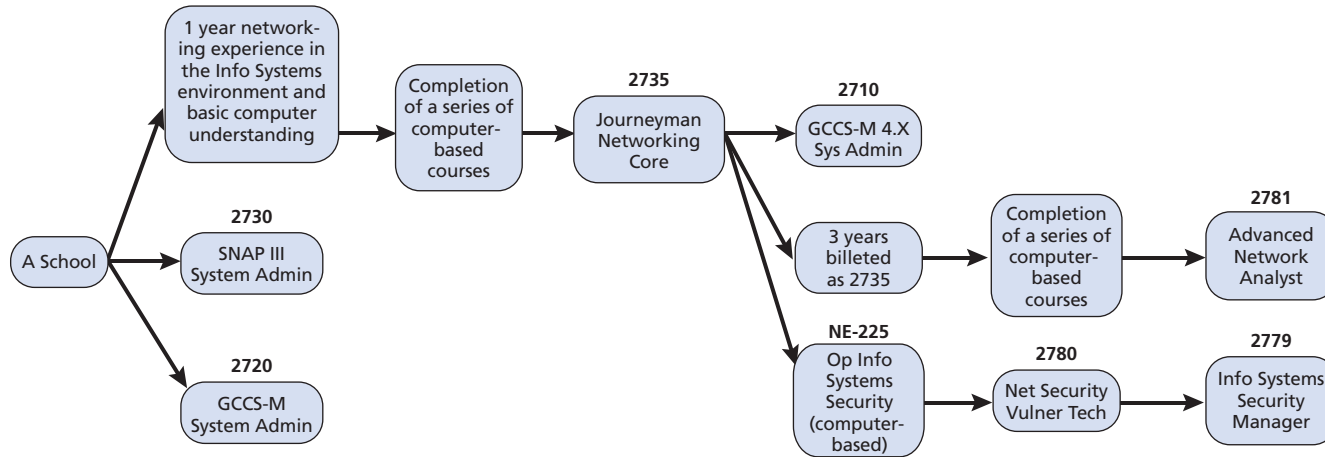 1 year network-
ing experience in
the Info Systems
environment and
basic computer
understanding
Completion
of a series of
computer-
based
courses
2735
Journeyman
Networking
Core
2710
GCCS-M 4.X
Sys Admin
A School
2730
SNAP III
System Admin
2720
GCCS-M
System Admin
3 years
billeted
as 2735
Completion
of a series of
computer-
based
courses
2781
Advanced
Network
Analyst
NE-225
Op Info
Systems
Security
(computer-
based)
2780
Net Security
Vulner Tech
2779
Info Systems
Security
Manager